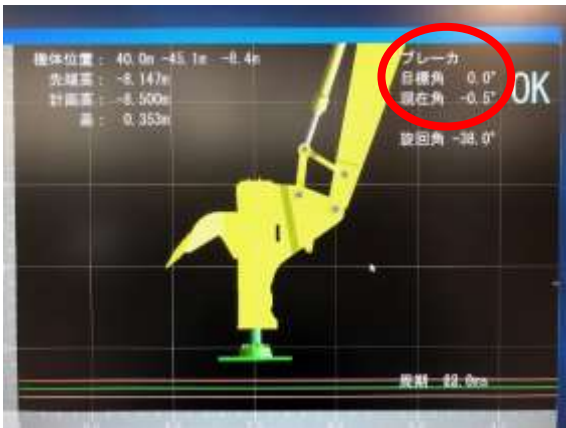 機体位置： 40.0m -45.1m -8.4m
先端高： -8.147m
計画高： -8.500m
差： 0.353m
ブレーカ
目標角 0.0°
現在角 -0.5°
OK
旋回角 -38.0°
周期